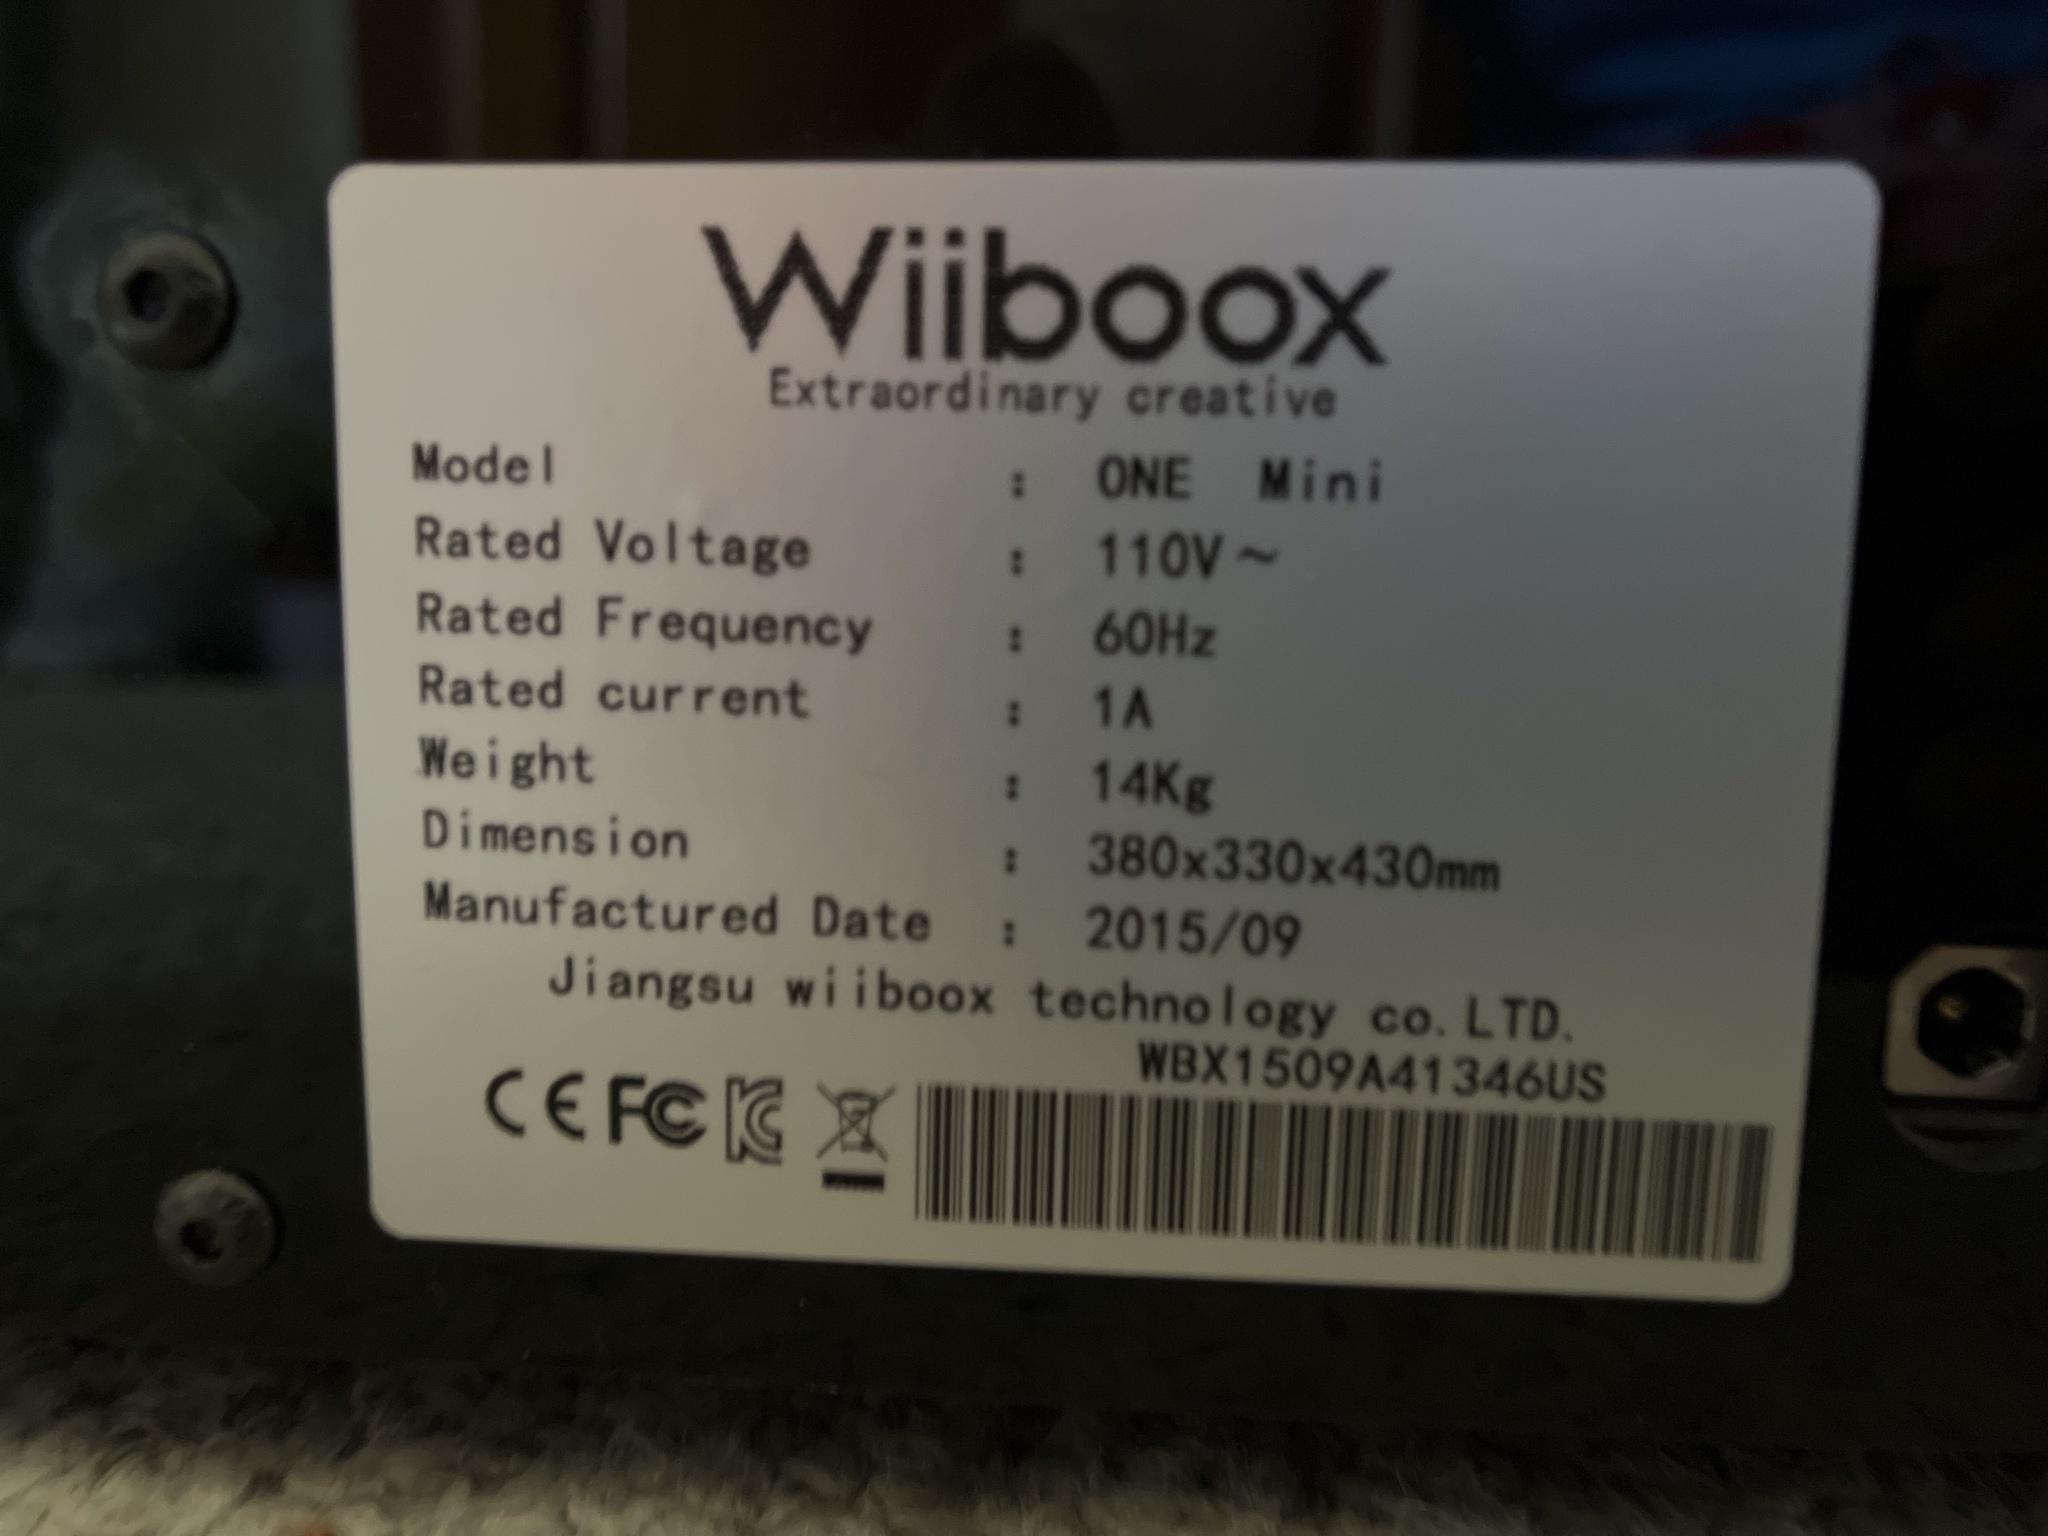 Wiiboox
Extraordinary creative
Model : ONE Mini
Rated Voltage : 110V~
Rated Frequency : 60Hz
Rated current : 1A
Weight : 14Kg
Dimension : 380x330x430mm
Manufactured Date : 2015/09
Jiangsu wiiboox technology co.LTD.
WBX1509A41346US
CE FC KC